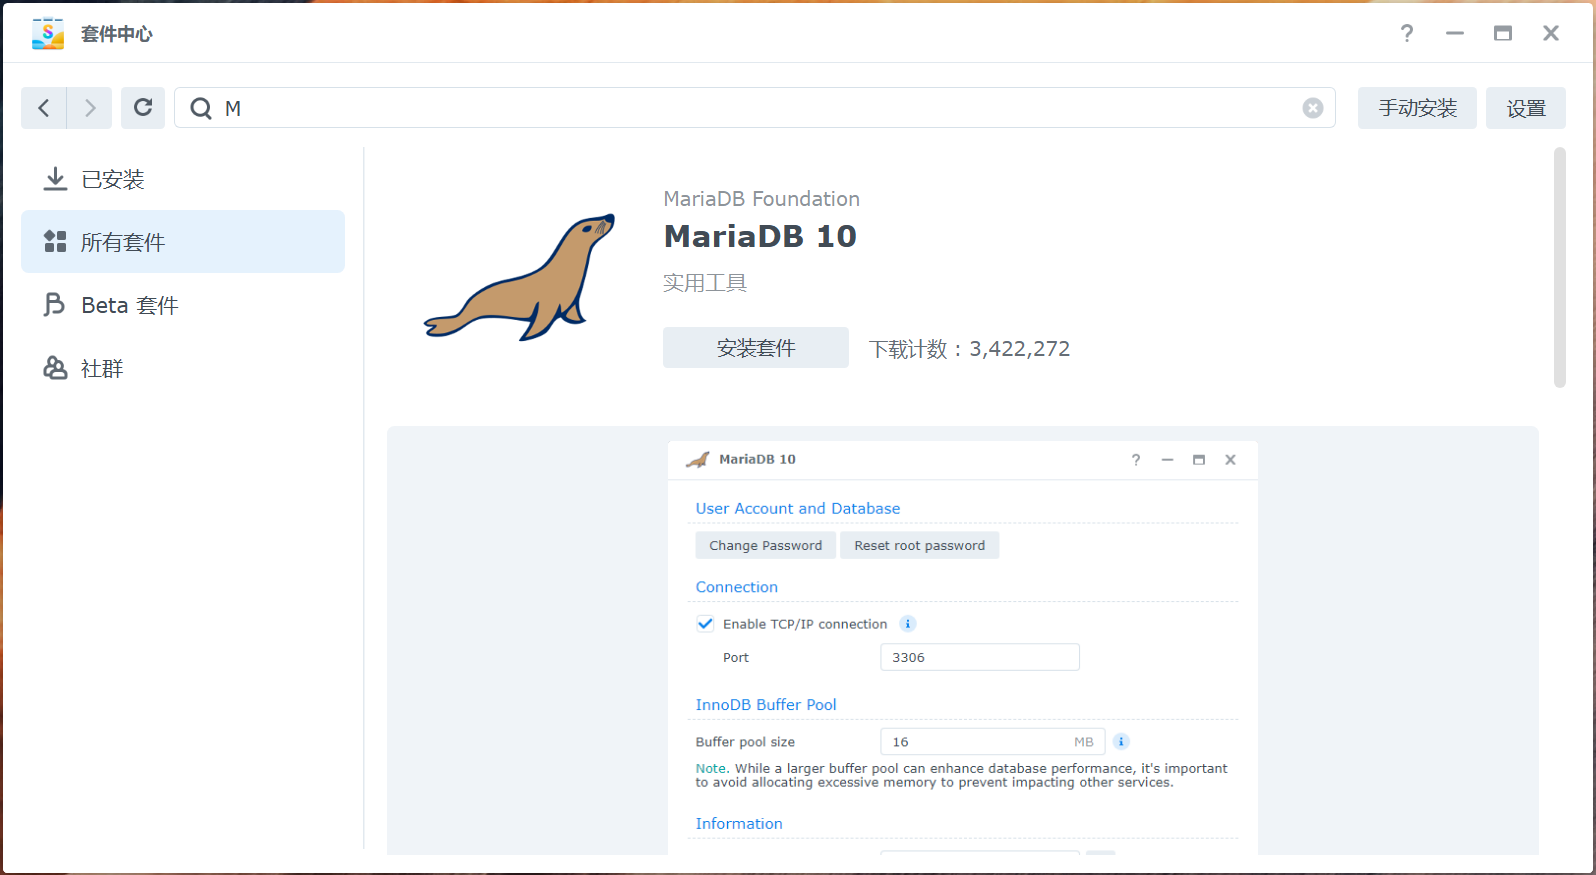 套件中心
M
手动安装
设置
已安装
所有套件
Beta 套件
社群
MariaDB Foundation
MariaDB 10
实用工具
安装套件
下载计数：3,422,272
MariaDB 10
User Account and Database
Change Password
Reset root password
Connection
Enable TCP/IP connection
Port
3306
InnoDB Buffer Pool
Buffer pool size
16
MB
Note. While a larger buffer pool can enhance database performance, it's important
to avoid allocating excessive memory to prevent impacting other services.
Information